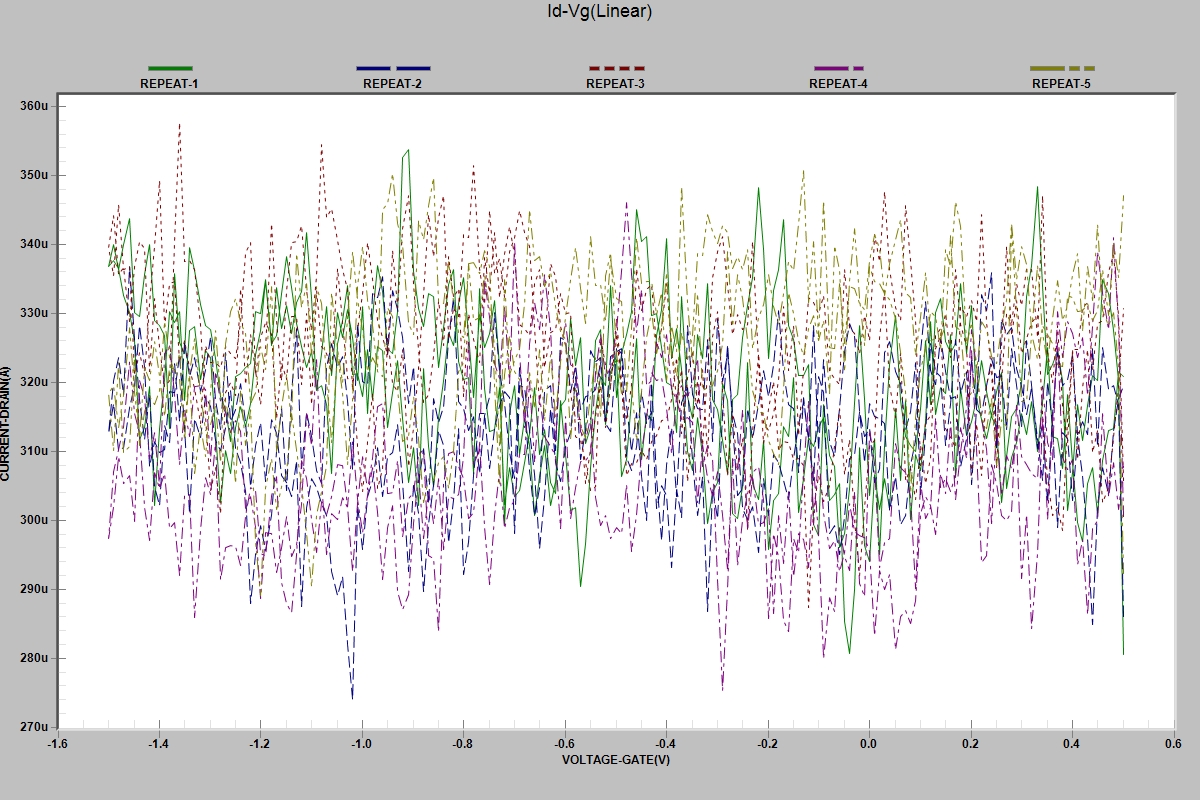 Id-Vg(Linear)
REPEAT-1 REPEAT-2 REPEAT-3 REPEAT-4 REPEAT-5
360u
350u
340u
330u
320u
310u
300u
290u
280u
270u
CURRENT-DRAIN(A)
-1.6 -1.4 -1.2 -1.0 -0.8 -0.6 -0.4 -0.2 0.0 0.2 0.4 0.6
VOLTAGE-GATE(V)